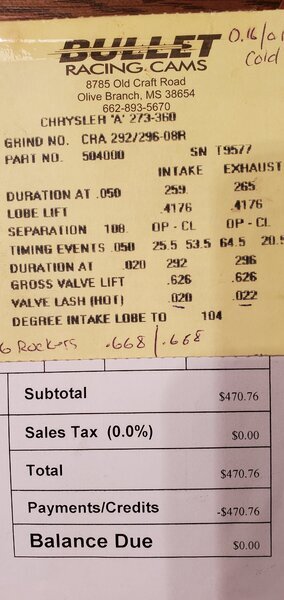 BULLET
RACING CAMS
0.16/01
Cold
8785 Old Craft Road
Olive Branch, MS 38654
662-893-5670
CHRYSLER 'A' 273-360
GRIND NO. CRA 292/296-08R
PART NO. 504000 SN T9577
INTAKE EXHAUST
DURATION AT .050 259 265
LOBE LIFT .4176 .4176
SEPARATION 108. OP - CL OP - CL
TIMING EVENTS .050 25.5 53.5 64.5 20.5
DURATION AT .020 292 296
GROSS VALVE LIFT .626 .626
VALVE LASH (HOT) .020 .022
DEGREE INTAKE LOBE TO 104
6 Rockers .668/.668
Subtotal $470.76
Sales Tax (0.0%) $0.00
Total $470.76
Payments/Credits -$470.76
Balance Due $0.00